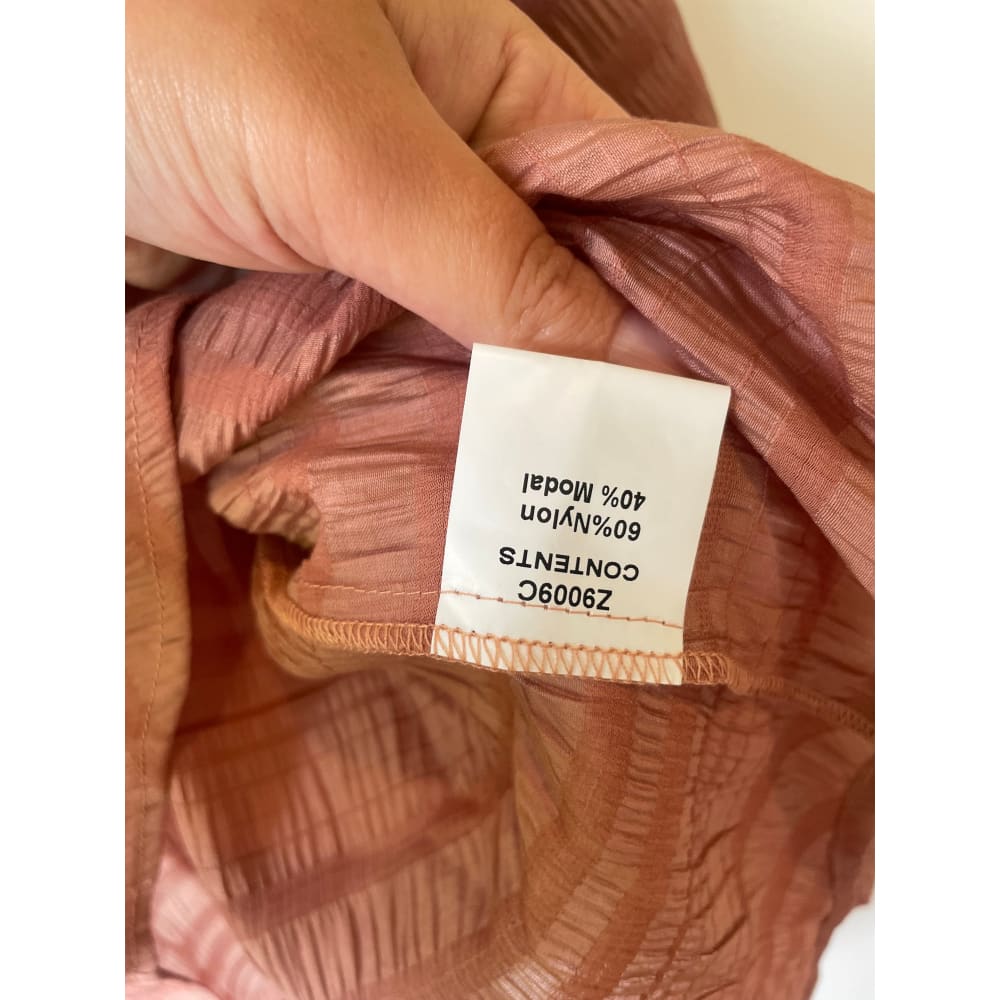 Z9009C
CONTENTS
60%Nylon
40% Modal